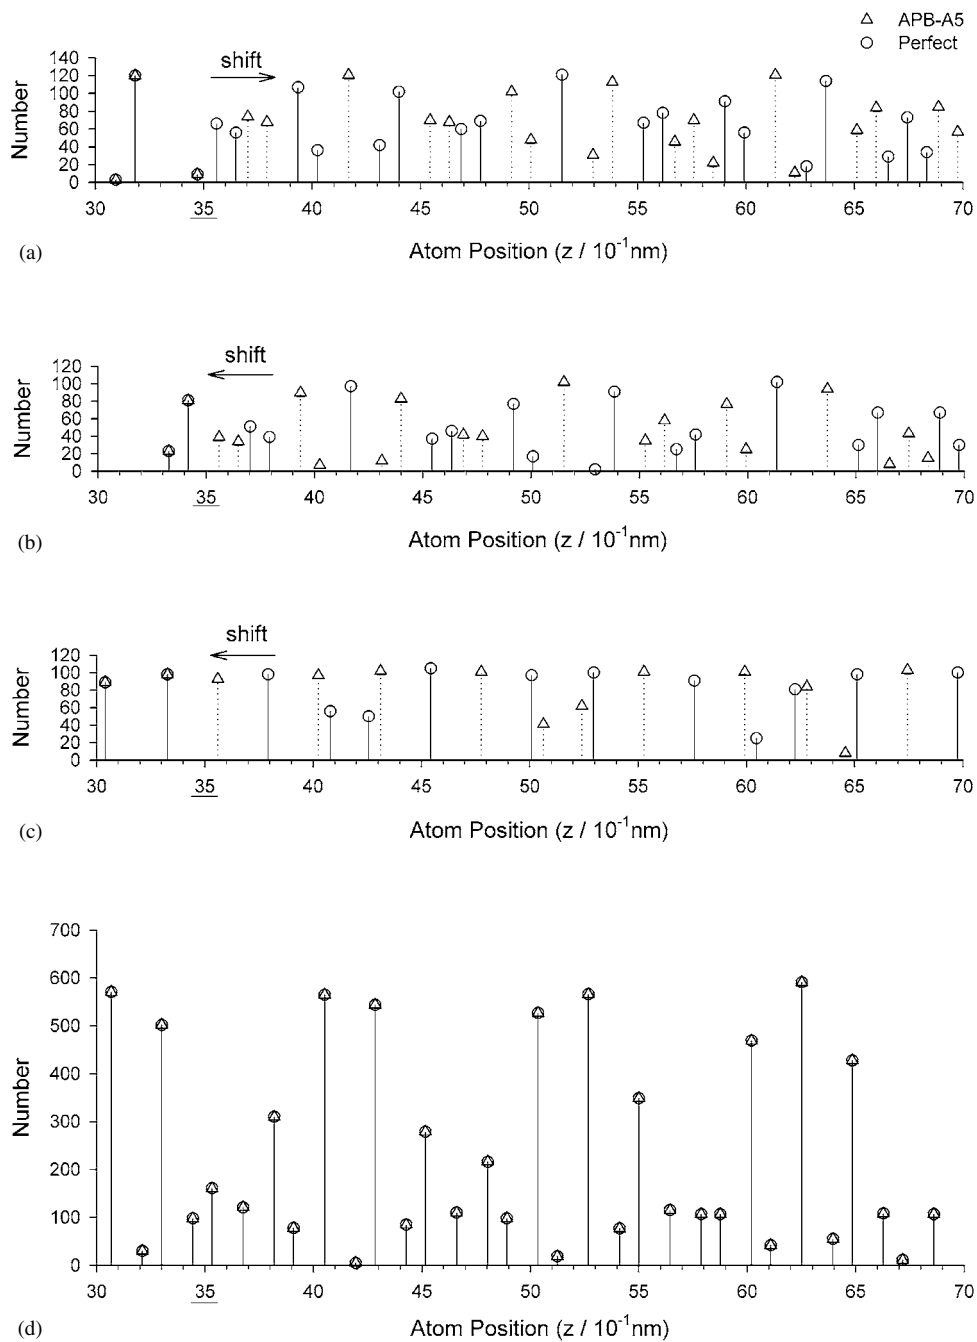 (a)
APB-A5
Perfect
shift
Number
140
120
100
80
60
40
20
0
30 35 40 45 50 55 60 65 70
Atom Position (z / 10⁻¹nm)
(b)
shift
Number
120
100
80
60
40
20
0
30 35 40 45 50 55 60 65 70
Atom Position (z / 10⁻¹nm)
(c)
shift
Number
120
100
80
60
40
20
0
30 35 40 45 50 55 60 65 70
Atom Position (z / 10⁻¹nm)
(d)
Number
700
600
500
400
300
200
100
0
30 35 40 45 50 55 60 65 70
Atom Position (z / 10⁻¹nm)